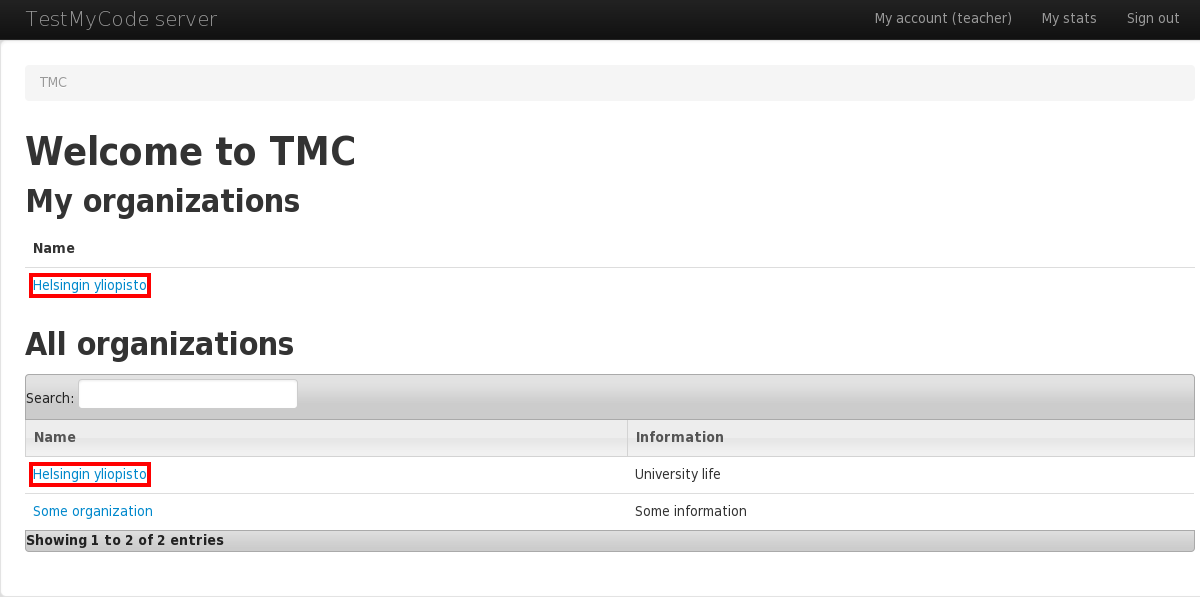 TestMyCode server My account (teacher) My stats Sign out
TMC
Welcome to TMC
My organizations
Name
Helsingin yliopisto
All organizations
Search:
Name Information
Helsingin yliopisto University life
Some organization Some information
Showing 1 to 2 of 2 entries